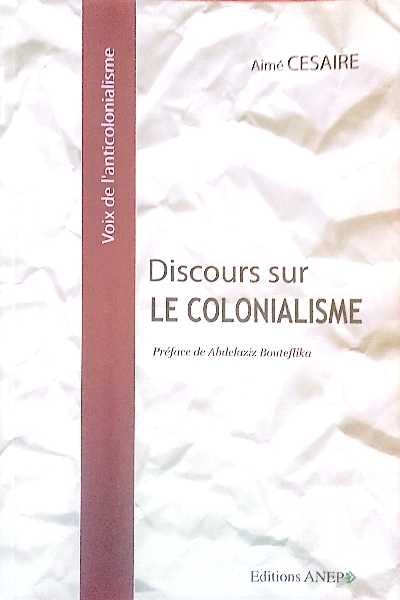 Aimé CESAIRE
Voix de l'anticolonialisme
Discours sur
LE COLONIALISME
Préface de Abdelaziz Bouteflika
Editions ANEP